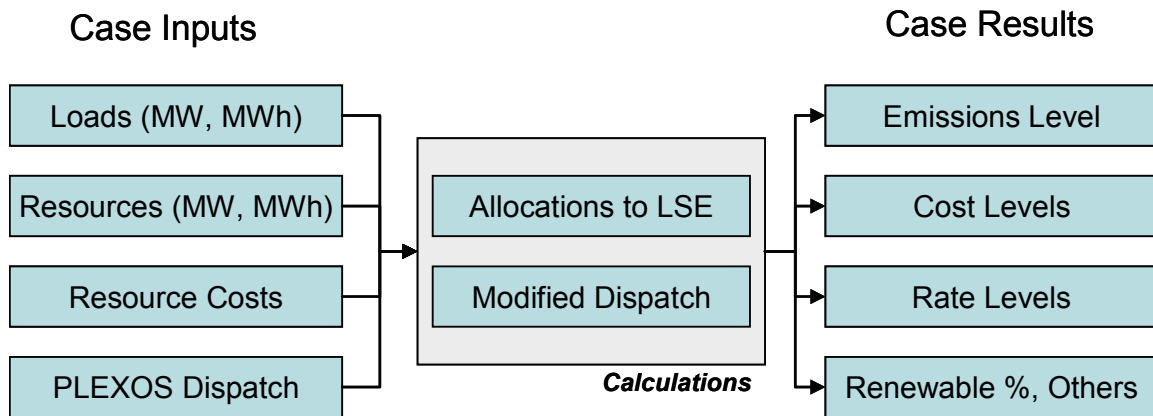 Case Inputs
Loads (MW, MWh)
Resources (MW, MWh)
Resource Costs
PLEXOS Dispatch
Allocations to LSE
Modified Dispatch
Calculations
Case Results
Emissions Level
Cost Levels
Rate Levels
Renewable %, Others